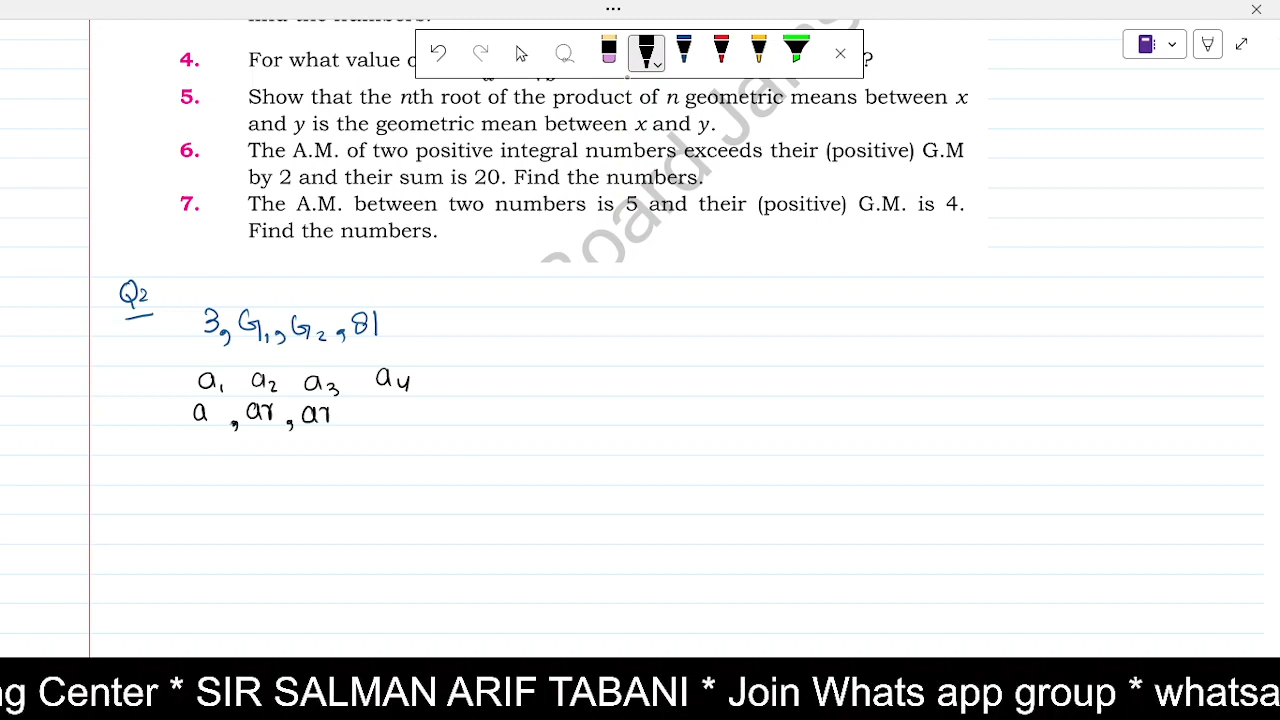 4. For what value o ?
5. Show that the nth root of the product of n geometric means between x
and y is the geometric mean between x and y.
6. The A.M. of two positive integral numbers exceeds their (positive) G.M
by 2 and their sum is 20. Find the numbers.
7. The A.M. between two numbers is 5 and their (positive) G.M. is 4.
Find the numbers.
Board Jam
Q2
3, G₁, G₂, 81
a₁ a₂ a₃ a₄
a , ar , ar
ng Center * SIR SALMAN ARIF TABANI * Join Whats app group * whatsa